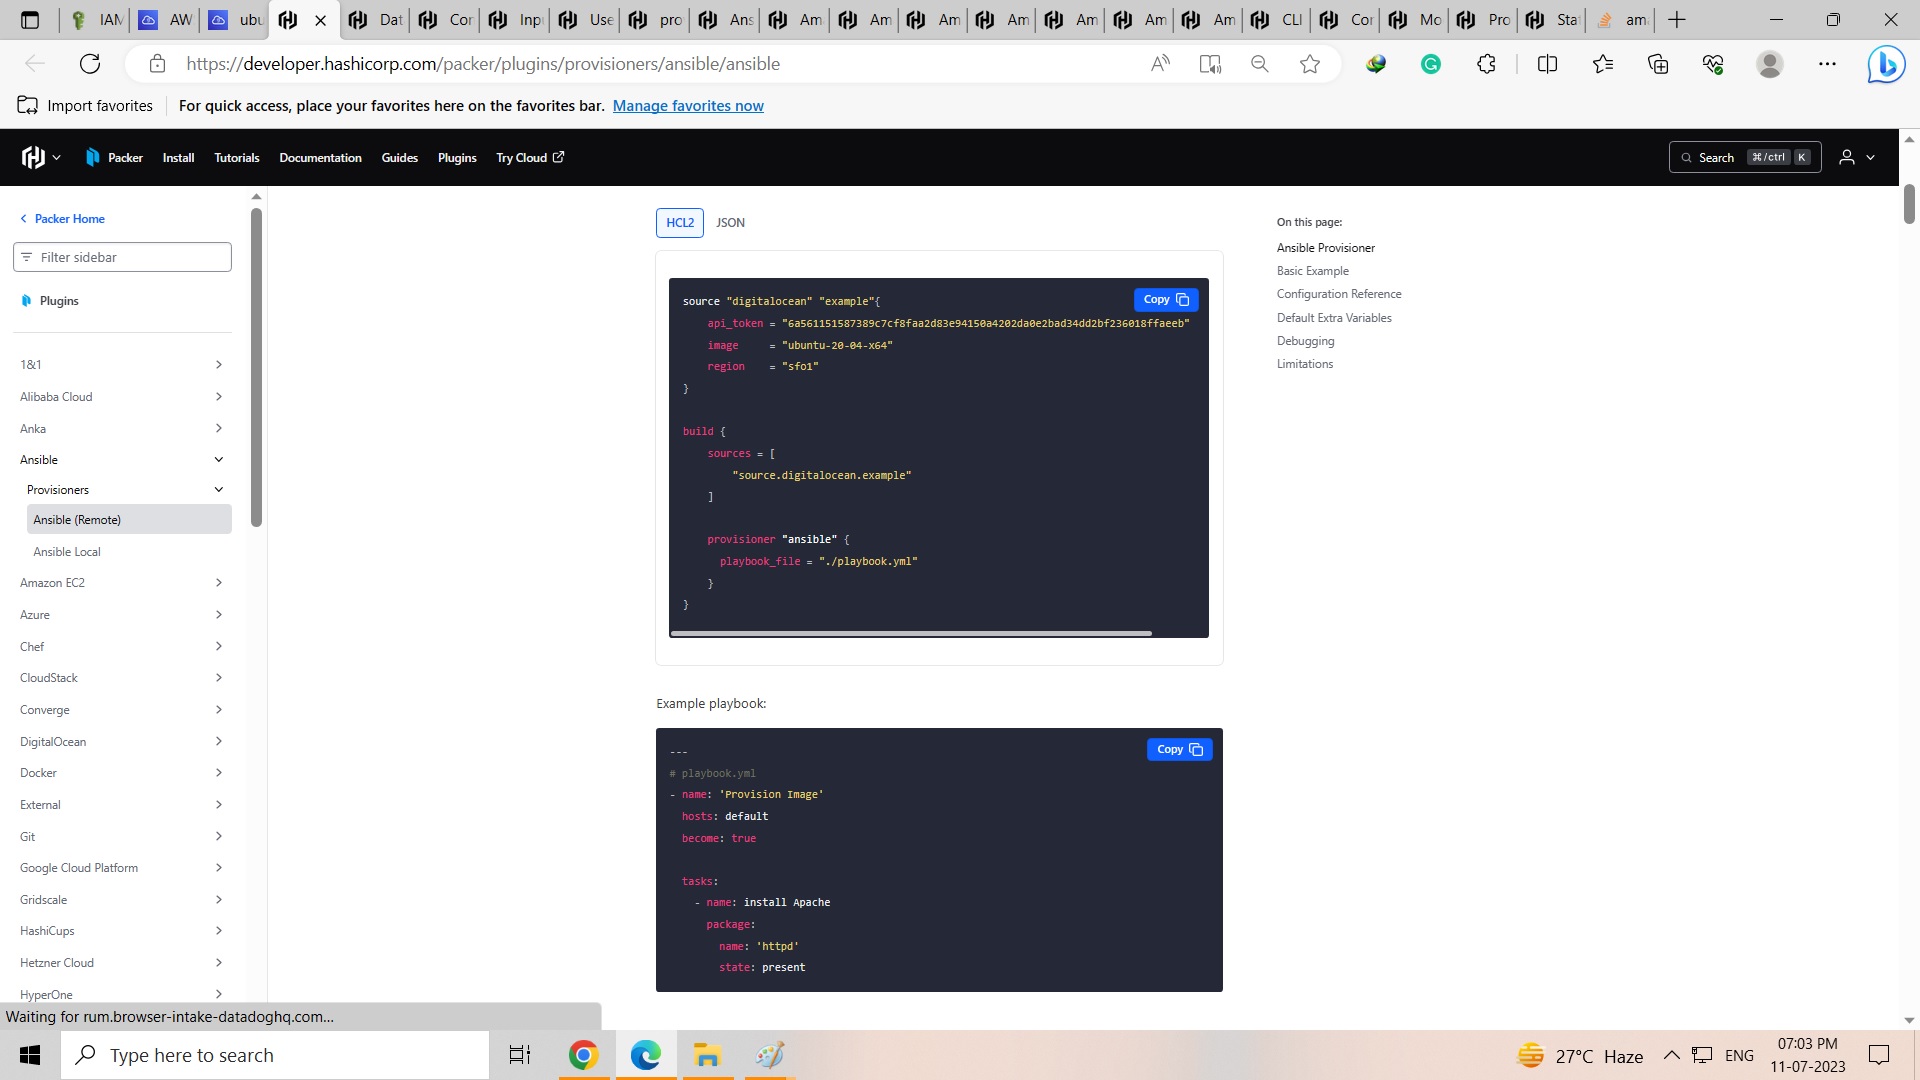 IAM
AW
ubu
Dat
Cor
Inpu
Use
pro
Ans
Am
Am
Am
Am
Am
Am
Am
CLI
Cor
Mo
Pro
Stat
ama
https://developer.hashicorp.com/packer/plugins/provisioners/ansible/ansible
Import favorites
For quick access, place your favorites here on the favorites bar. Manage favorites now
Packer
Install
Tutorials
Documentation
Guides
Plugins
Try Cloud
Search ⌘/ctrl K
Packer Home
Filter sidebar
Plugins
1&1
Alibaba Cloud
Anka
Ansible
Provisioners
Ansible (Remote)
Ansible Local
Amazon EC2
Azure
Chef
CloudStack
Converge
DigitalOcean
Docker
External
Git
Google Cloud Platform
Gridscale
HashiCups
Hetzner Cloud
HyperOne
HCL2
JSON
Copy
source "digitalocean" "example"{
api_token = "6a561151587389c7cf8faa2d83e94150a4202da0e2bad34dd2bf236018ffaeeb"
image = "ubuntu-20-04-x64"
region = "sfo1"
}
build {
sources = [
"source.digitalocean.example"
]
provisioner "ansible" {
playbook_file = "./playbook.yml"
}
}
Example playbook:
Copy
---
# playbook.yml
- name: 'Provision Image'
hosts: default
become: true
tasks:
- name: install Apache
package:
name: 'httpd'
state: present
On this page:
Ansible Provisioner
Basic Example
Configuration Reference
Default Extra Variables
Debugging
Limitations
Waiting for rum.browser-intake-datadoghq.com...
Type here to search
27°C Haze
ENG
07:03 PM
11-07-2023